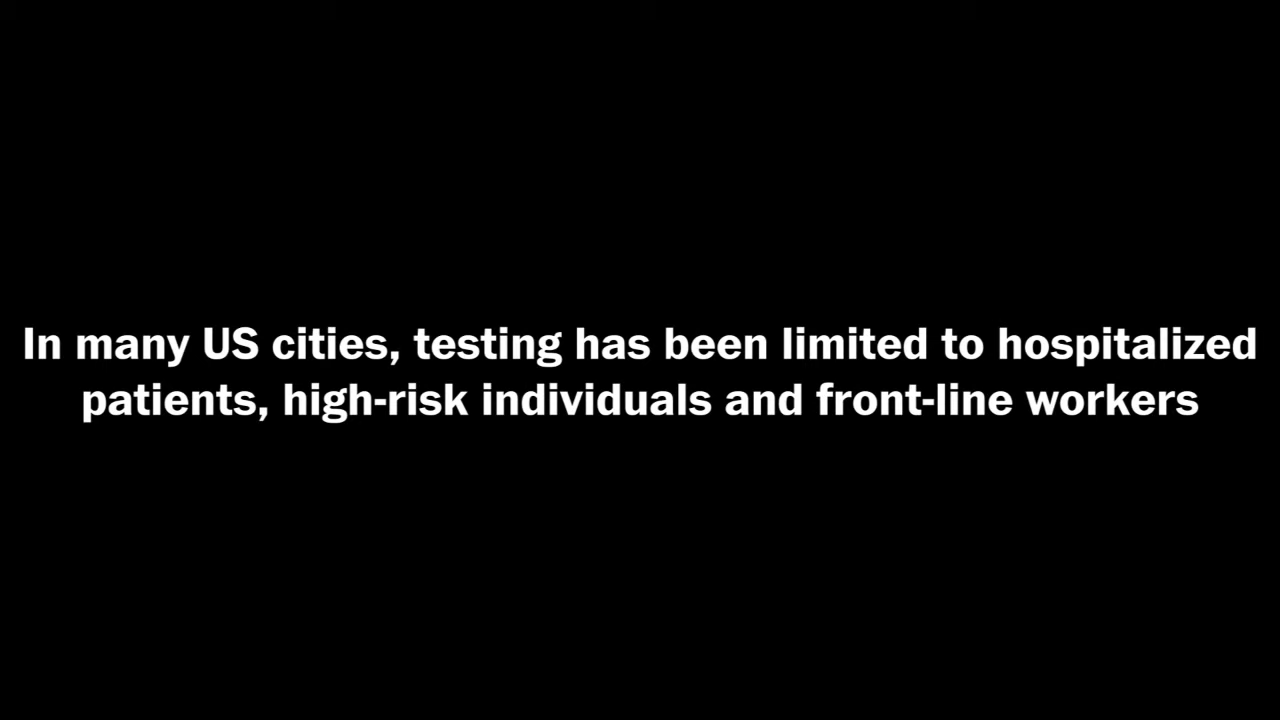 In many US cities, testing has been limited to hospitalized
patients, high-risk individuals and front-line workers